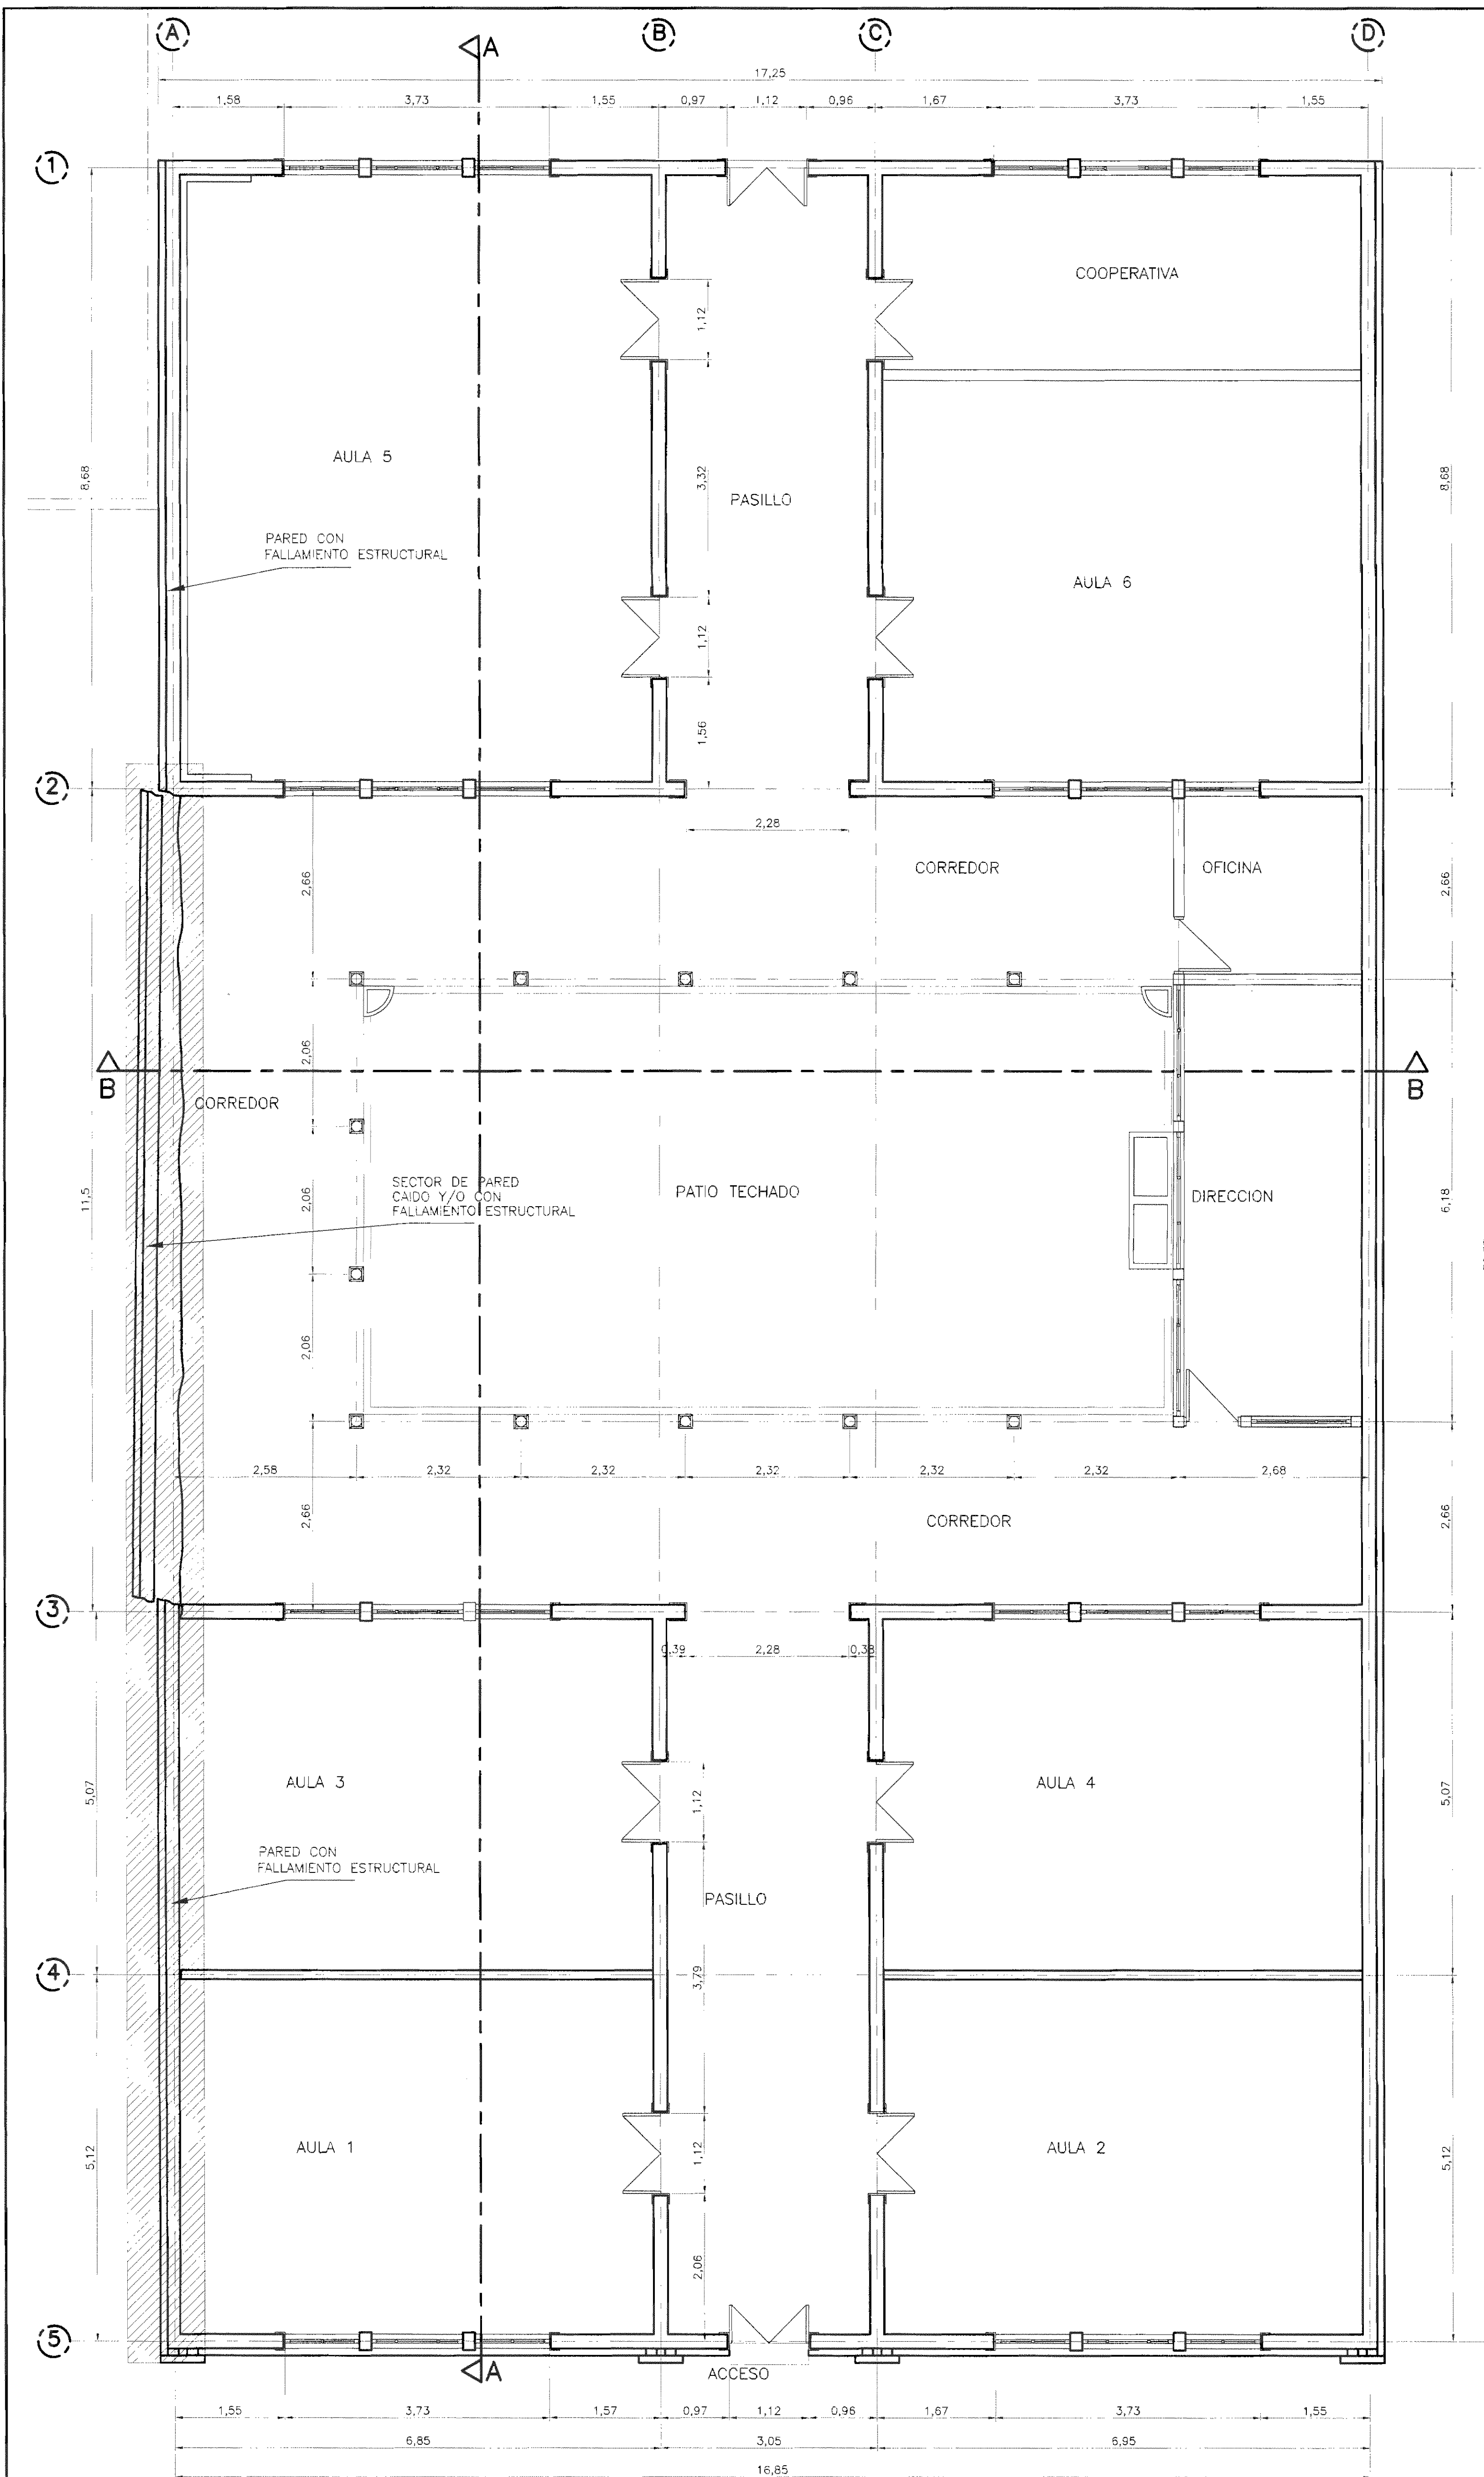 A
A
B
C
D
17,25
1,58
3,73
1,55
0,97
1,12
0,96
1,67
3,73
1,55
1
COOPERATIVA
1,12
AULA 5
8,68
3,32
8,68
PASILLO
PARED CON
FALLAMIENTO ESTRUCTURAL
AULA 6
1,12
1,56
2
2,28
2,66
CORREDOR
OFICINA
2,66
2,06
B
B
CORREDOR
SECTOR DE PARED
CAIDO Y/O CON
FALLAMIENTO ESTRUCTURAL
11,5
2,06
PATIO TECHADO
DIRECCION
6,18
2,06
2,58
2,32
2,32
2,32
2,32
2,32
2,68
2,66
CORREDOR
2,66
3
0,39
2,28
0,38
AULA 3
AULA 4
5,07
1,12
5,07
PARED CON
FALLAMIENTO ESTRUCTURAL
PASILLO
4
3,79
AULA 1
AULA 2
5,12
1,12
5,12
2,06
5
A
ACCESO
1,55
3,73
1,57
0,97
1,12
0,96
1,67
3,73
1,55
6,85
3,05
6,95
16,85